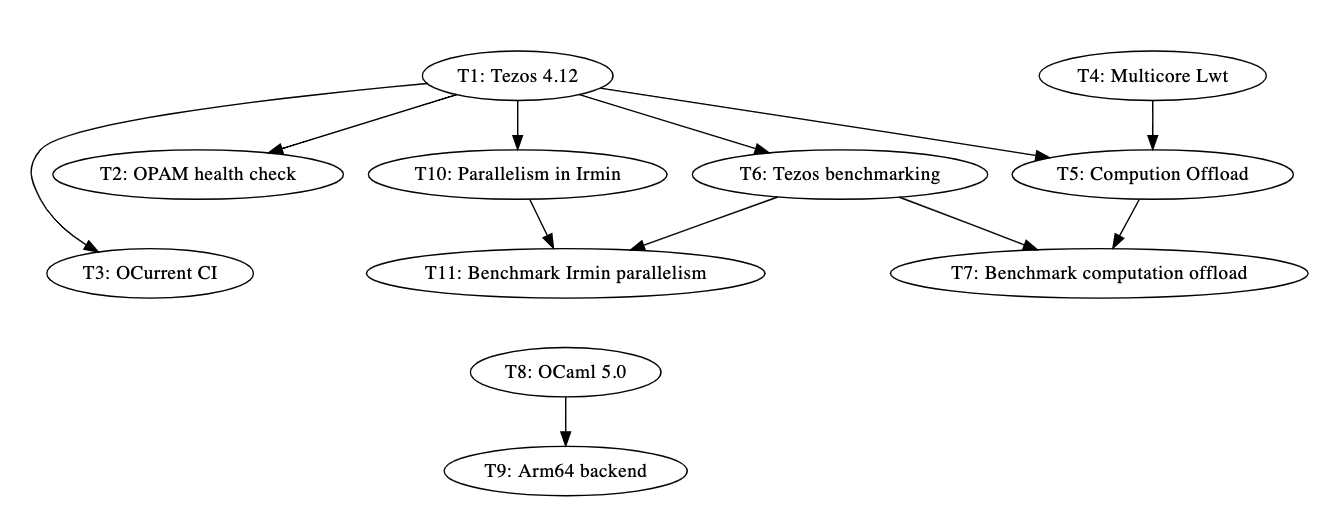 T1: Tezos 4.12
T4: Multicore Lwt
T2: OPAM health check
T10: Parallelism in Irmin
T6: Tezos benchmarking
T5: Compution Offload
T3: OCurrent CI
T11: Benchmark Irmin parallelism
T7: Benchmark computation offload
T8: OCaml 5.0
T9: Arm64 backend